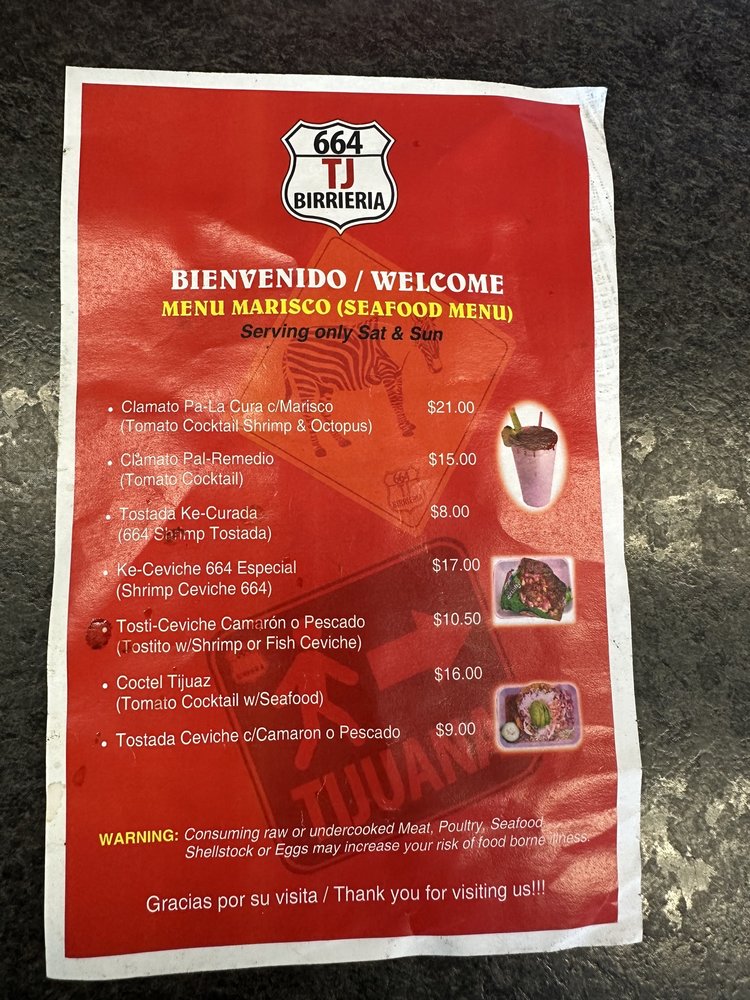 664
TJ
BIRRIERIA
BIENVENIDO / WELCOME
MENU MARISCO (SEAFOOD MENU)
Serving only Sat & Sun
• Clamato Pa-La Cura c/Marisco $21.00
(Tomato Cocktail Shrimp & Octopus)
• Clamato Pal-Remedio $15.00
(Tomato Cocktail)
• Tostada Ke-Curada $8.00
(664 Shrimp Tostada)
• Ke-Ceviche 664 Especial $17.00
(Shrimp Ceviche 664)
• Tosti-Ceviche Camarón o Pescado $10.50
(Tostito w/Shrimp or Fish Ceviche)
• Coctel Tijuaz $16.00
(Tomato Cocktail w/Seafood)
• Tostada Ceviche c/Camaron o Pescado $9.00
664
TJ
BIRRIERIA
TIJUANA
WARNING: Consuming raw or undercooked Meat, Poultry, Seafood.
Shellstock or Eggs may increase your risk of food borne illness.
Gracias por su visita / Thank you for visiting us!!!